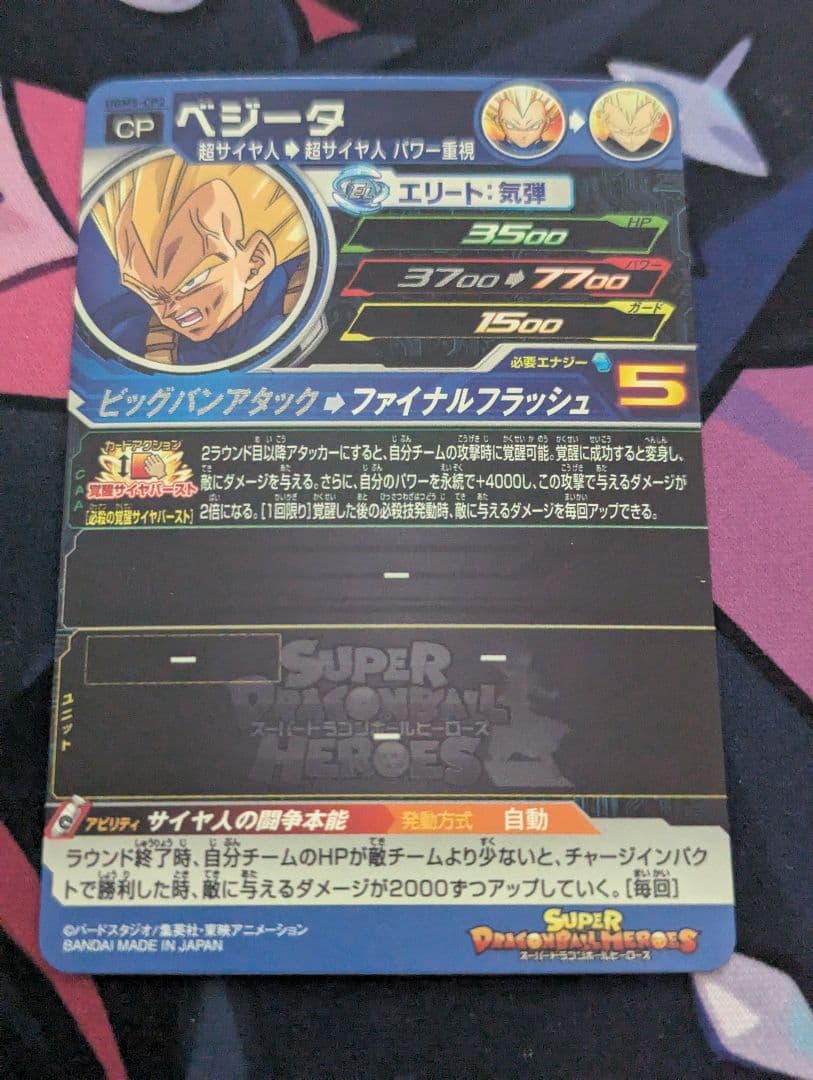 UGM5-CP2
CP
ベジータ
超サイヤ人➡超サイヤ人 パワー重視
EL
エリート:気弾
HP
3500
パワー
3700➡7700
ガード
1500
必要エナジー
5
ビッグバンアタック➡ファイナルフラッシュ
CAA
カードアクション
覚醒サイヤバースト
[必殺の覚醒サイヤバースト]
2ラウンド目以降アタッカーにすると、自分チームの攻撃時に覚醒可能。覚醒に成功すると変身し、
敵にダメージを与える。さらに、自分のパワーを永続で+4000し、この攻撃で与えるダメージが
2倍になる。[1回限り]覚醒した後の必殺技発動時、敵に与えるダメージを毎回アップできる。
ー
ユニット
ー
ー
ー
SUPER
DRAGONBALL
スーパードラゴンボールヒーローズ
HEROES
アビリティ サイヤ人の闘争本能 発動方式 自動
ラウンド終了時、自分チームのHPが敵チームより少ないと、チャージインパク
トで勝利した時、敵に与えるダメージが2000ずつアップしていく。[毎回]
©バードスタジオ/集英社・東映アニメーション
BANDAI MADE IN JAPAN
SUPER
DRAGONBALL HEROES
スーパードラゴンボールヒーローズ